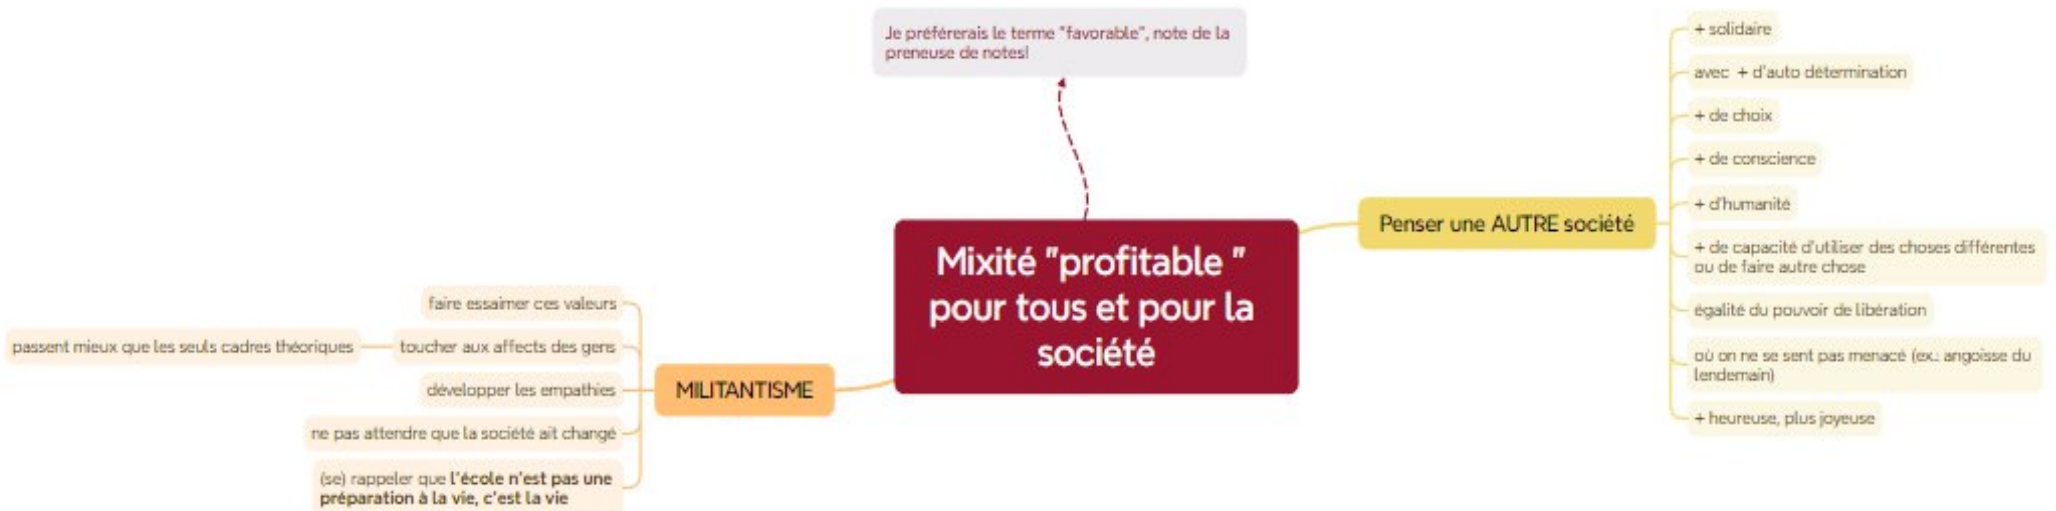 Je préférerais le terme "favorable", note de la
preneuse de notes!
Mixité "profitable "
pour tous et pour la
société
Penser une AUTRE société
+ solidaire
avec + d'auto détermination
+ de choix
+ de conscience
+ d'humanité
+ de capacité d'utiliser des choses différentes
ou de faire autre chose
égalité du pouvoir de libération
où on ne se sent pas menacé (ex.: angoisse du
lendemain)
+ heureuse, plus joyeuse
MILITANTISME
faire essaimer ces valeurs
toucher aux affects des gens
passent mieux que les seuls cadres théoriques
développer les empathies
ne pas attendre que la société ait changé
(se) rappeler que l'école n'est pas une
préparation à la vie, c'est la vie